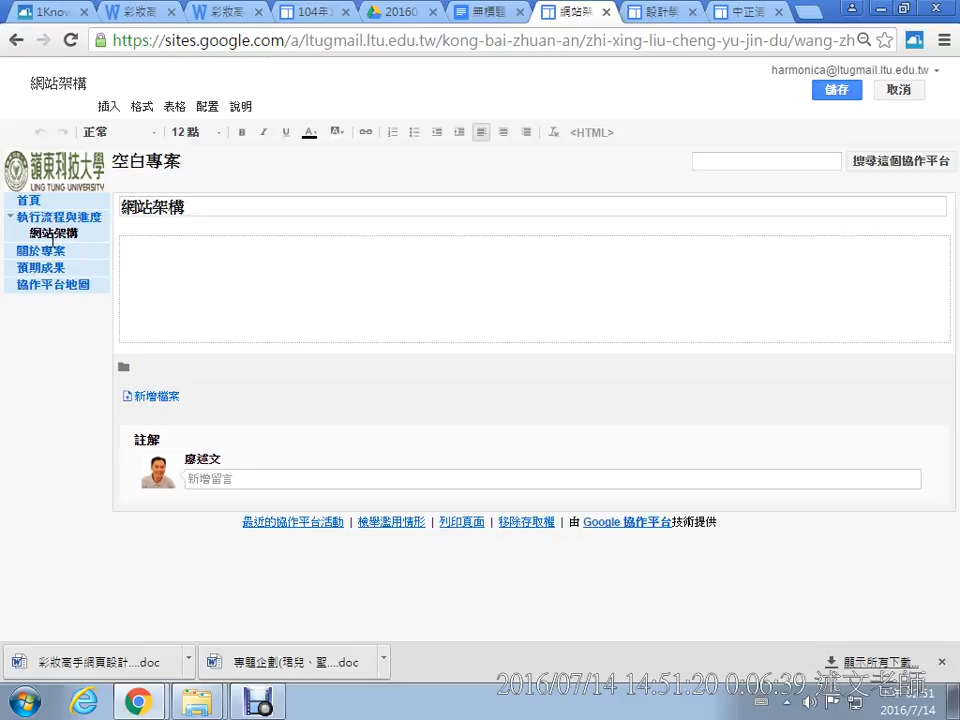 1Know
彩妝高
彩妝高
104年1
20160
無標題
網站架
設計學
中正清
https://sites.google.com/a/ltugmail.ltu.edu.tw/kong-bai-zhuan-an/zhi-xing-liu-cheng-yu-jin-du/wang-zh
harmonica@ltugmail.ltu.edu.tw
網站架構
儲存
取消
插入 格式 表格 配置 說明
正常 12 點 B I U A A <HTML>
嶺東科技大學
LING TUNG UNIVERSITY
空白專案
搜尋這個協作平台
首頁
執行流程與進度
網站架構
關於專案
預期成果
協作平台地圖
網站架構
新增檔案
註解
廖述文
新增留言
最近的協作平台活動 | 檢舉濫用情形 | 列印頁面 | 移除存取權 | 由 Google 協作平台技術提供
彩妝高手網頁設計....doc
專題企劃(珺兒、聖....doc
顯示所有下載...
2016/07/14 14:51:20 0:06:39 述文老師
2016/7/14